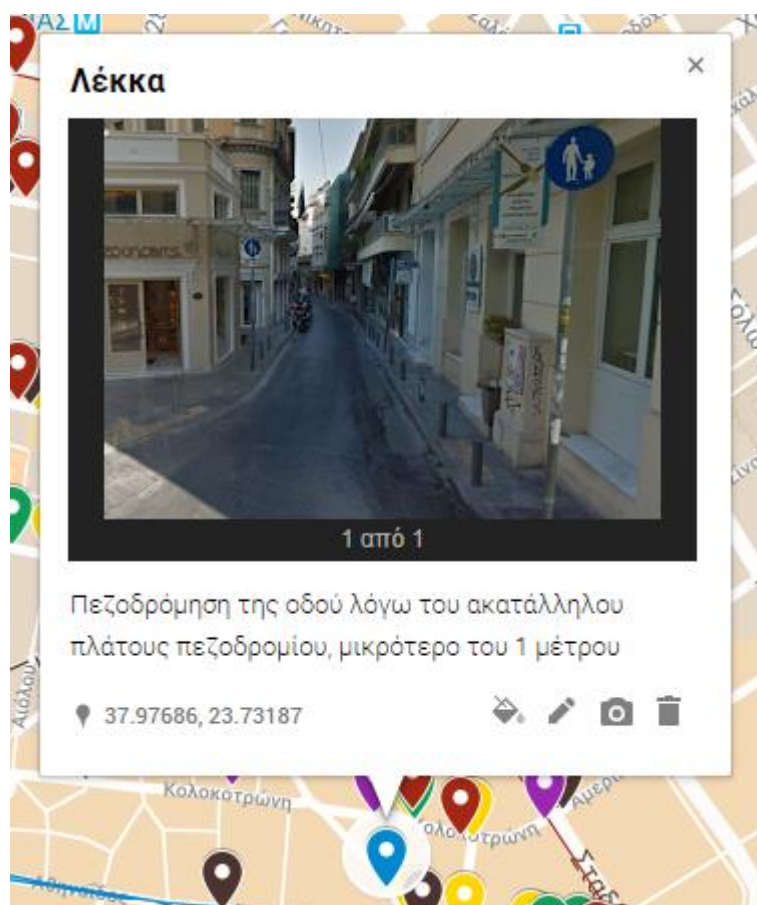 Λέκκα
1 από 1
Πεζοδρόμηση της οδού λόγω του ακατάλληλου
πλάτους πεζοδρομίου, μικρότερο του 1 μέτρου
37.97686, 23.73187
Κολοκοτρώνη
Αιόλου